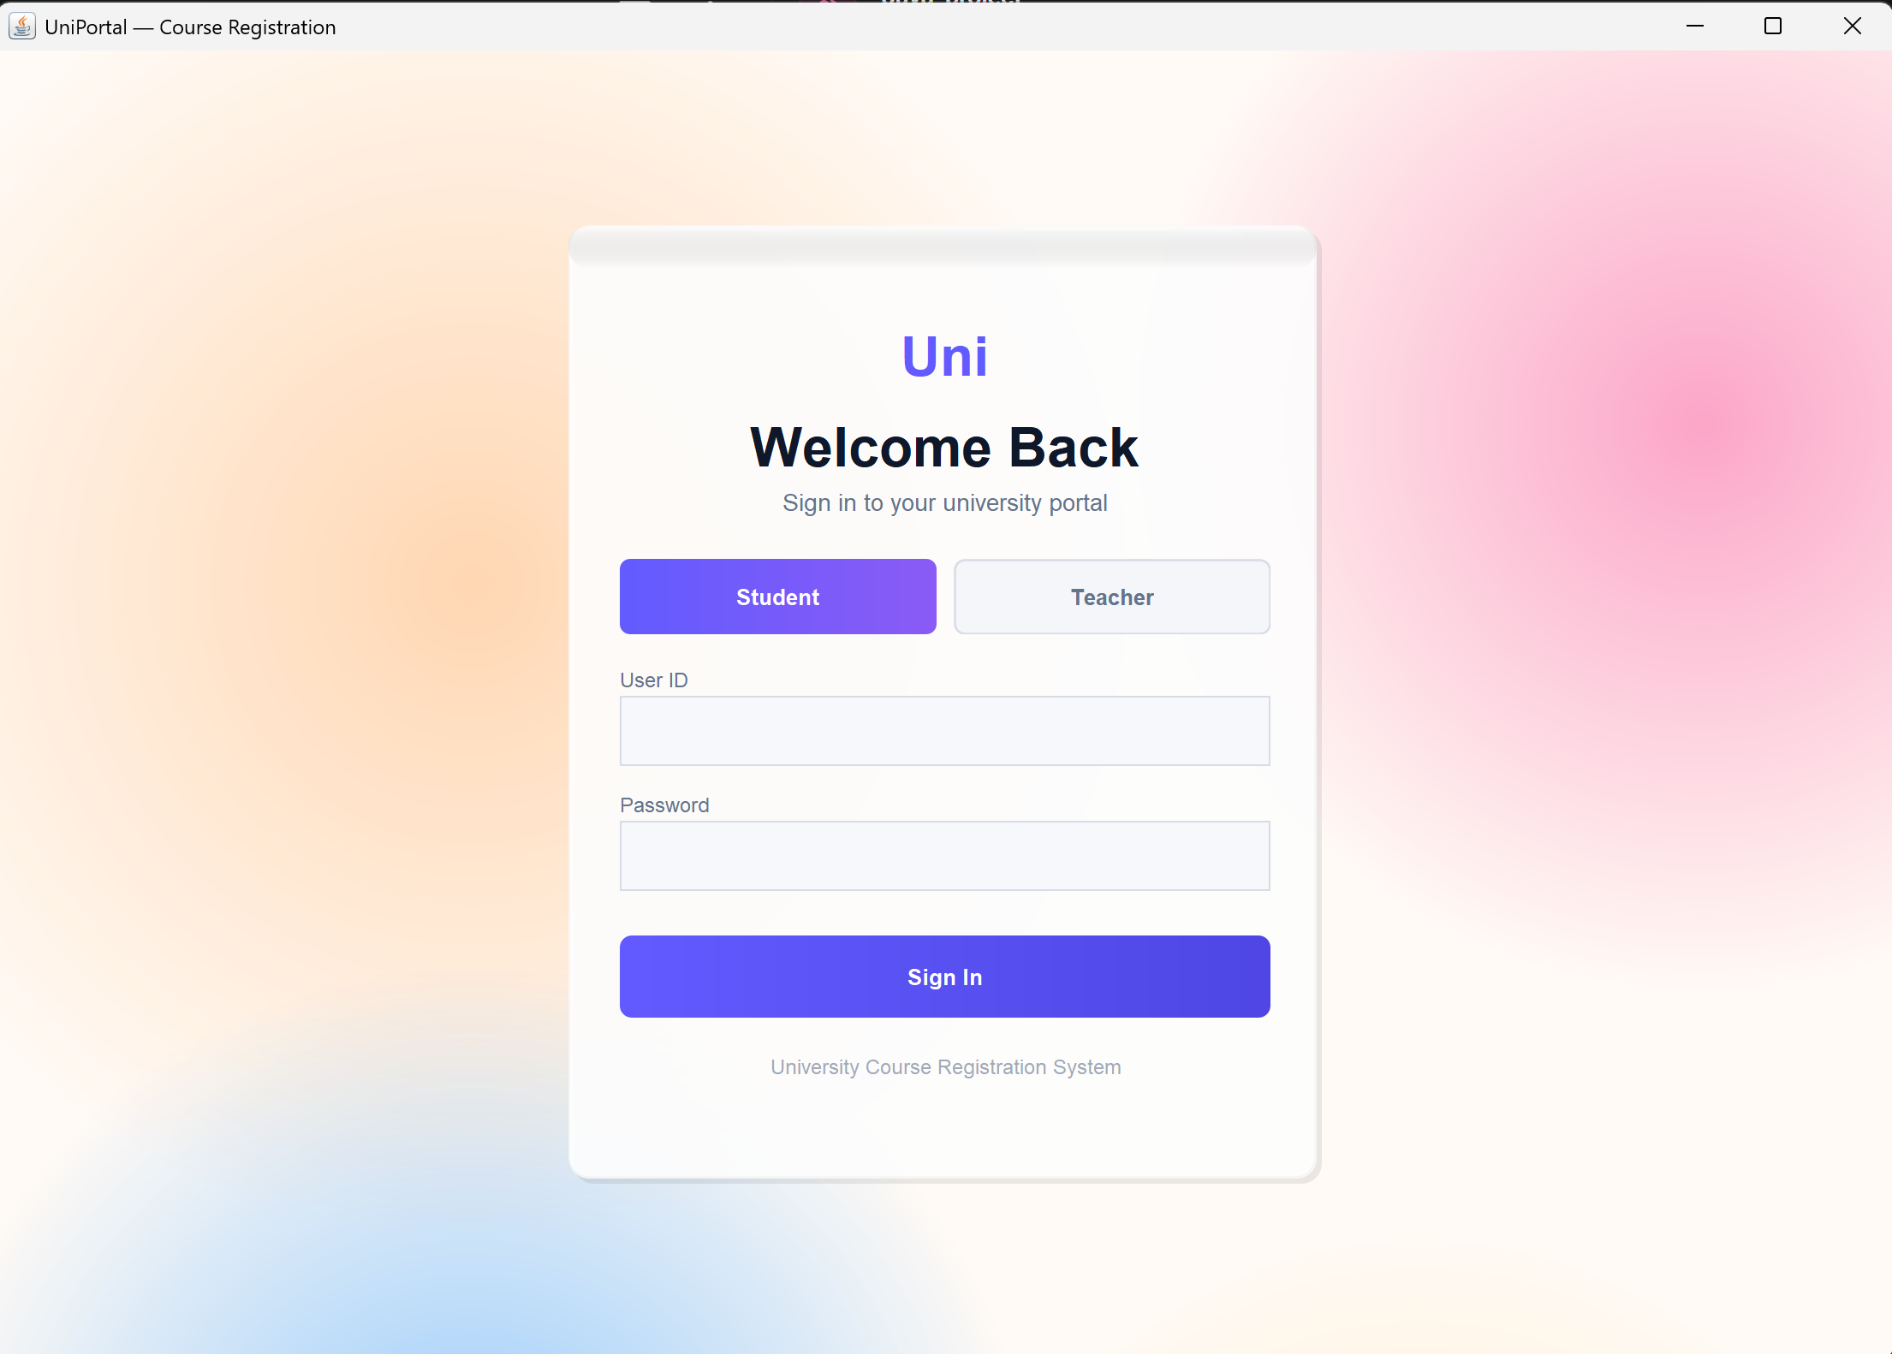 UniPortal — Course Registration
Uni
Welcome Back
Sign in to your university portal
Student
Teacher
User ID
Password
Sign In
University Course Registration System